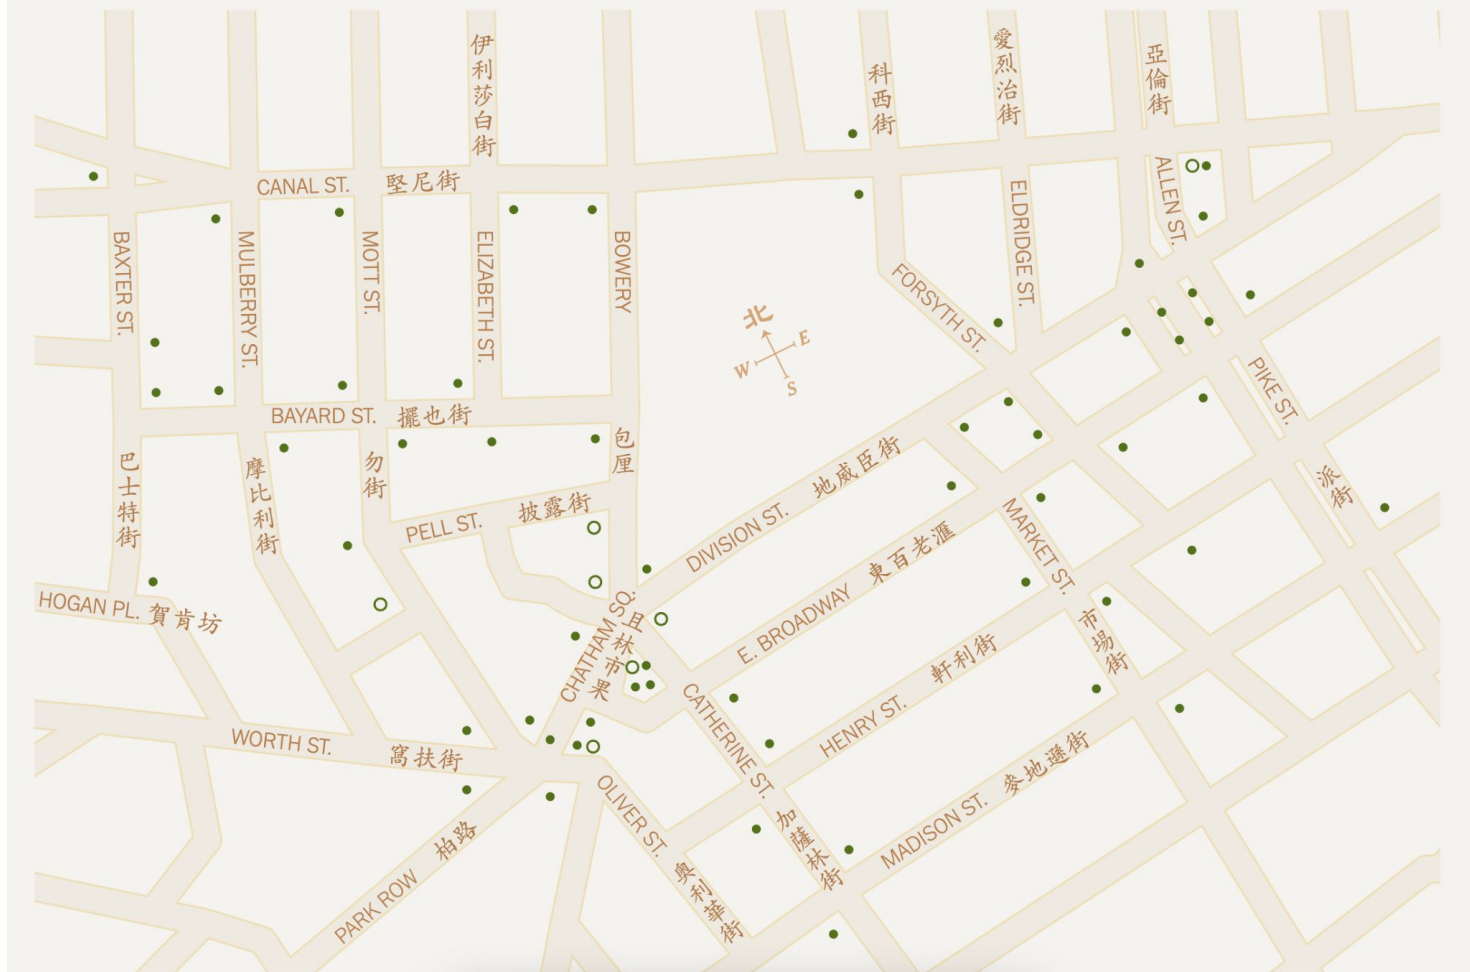 伊利莎白街
科西街
愛烈治街
亞倫街
CANAL ST. 堅尼街
ALLEN ST.
ELDRIDGE ST.
BAXTER ST.
MULBERRY ST.
MOTT ST.
ELIZABETH ST.
BOWERY
FORSYTH ST.
北
E
W
S
PIKE ST.
BAYARD ST. 擺也街
包厘
巴士特街
摩比利街
勿街
地威臣街
派街
PELL ST. 披露街
DIVISION ST.
MARKET ST.
東百老滙
HOGAN PL. 賀肯坊
CHATHAM SQ.
且林市果
E. BROADWAY
市場街
軒利街
CATHERINE ST.
HENRY ST.
WORTH ST. 窩扶街
麥地遜街
OLIVER ST.
加薩林街
MADISON ST.
柏路
PARK ROW
奧利華街